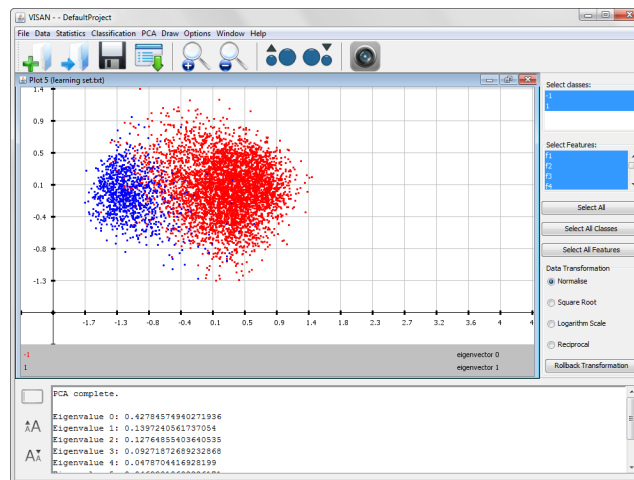 VISAN - - DefaultProject
File Data Statistics Classification PCA Draw Options Window Help
Plot 5 (learning set.txt)
1.4
0.9
0.5
0.1
-0.4
-0.8
-1.3
-1.7 -1.3 -0.8 -0.4 0.1 0.5 0.9 1.4 1.8 2.3 2.7 3.2 3.6 4 4
-1 eigenvector 0
1 eigenvector 1
Select classes:
-1
1
Select Features:
f1
f2
f3
f4
Select All
Select All Classes
Select All Features
Data Transformation
Normalise
Square Root
Logarithm Scale
Reciprocal
Rollback Transformation
AA
AA
PCA complete.
Eigenvalue 0: 0.42784574940271936
Eigenvalue 1: 0.1397240561737054
Eigenvalue 2: 0.12764855403640535
Eigenvalue 3: 0.09271872689232868
Eigenvalue 4: 0.0478704416928199